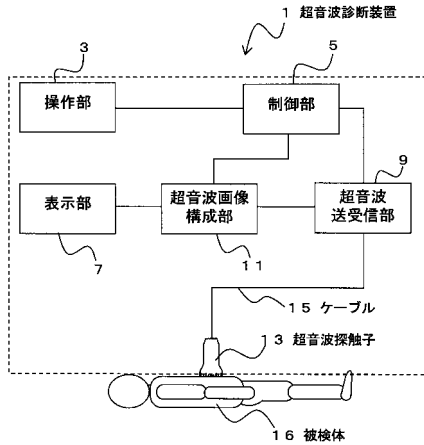 1 超音波診断装置
3
5
操作部
制御部
9
表示部
超音波画像
構成部
超音波
送受信部
7
11
15 ケーブル
13 超音波探触子
16 被検体